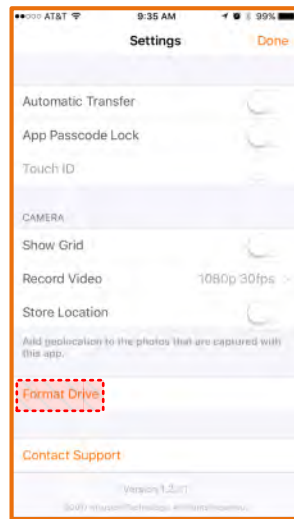 AT&T 9:35 AM 99%
Settings Done
Automatic Transfer
App Passcode Lock
Touch ID
CAMERA
Show Grid
Record Video 1080p 30fps >
Store Location
Add geolocation to the photos that are captured with
this app.
Format Drive
Contact Support
Version